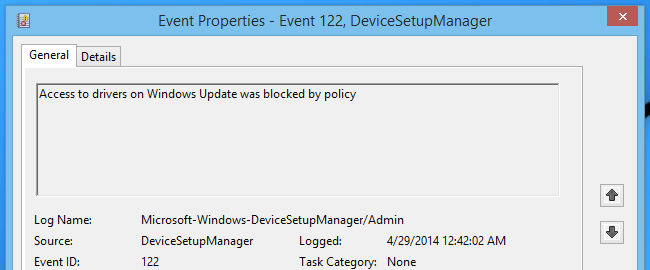 Event Properties - Event 122, DeviceSetupManager
General Details
Access to drivers on Windows Update was blocked by policy
Log Name: Microsoft-Windows-DeviceSetupManager/Admin
Source: DeviceSetupManager Logged: 4/29/2014 12:42:02 AM
Event ID: 122 Task Category: None